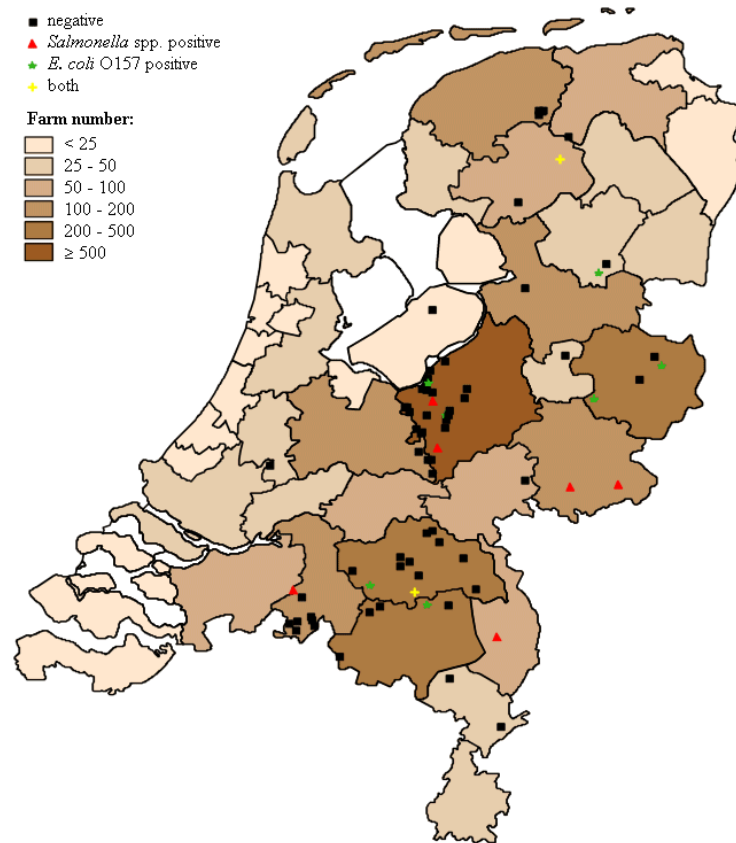 negative
Salmonella spp. positive
E. coli O157 positive
both
Farm number:
< 25
25 - 50
50 - 100
100 - 200
200 - 500
≥ 500